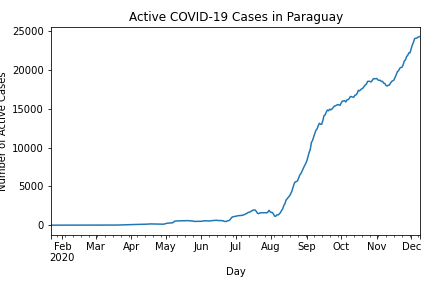 Active COVID-19 Cases in Paraguay
25000
20000
15000
10000
5000
0
Number of Active Cases
Feb Mar Apr May Jun Jul Aug Sep Oct Nov Dec
2020
Day